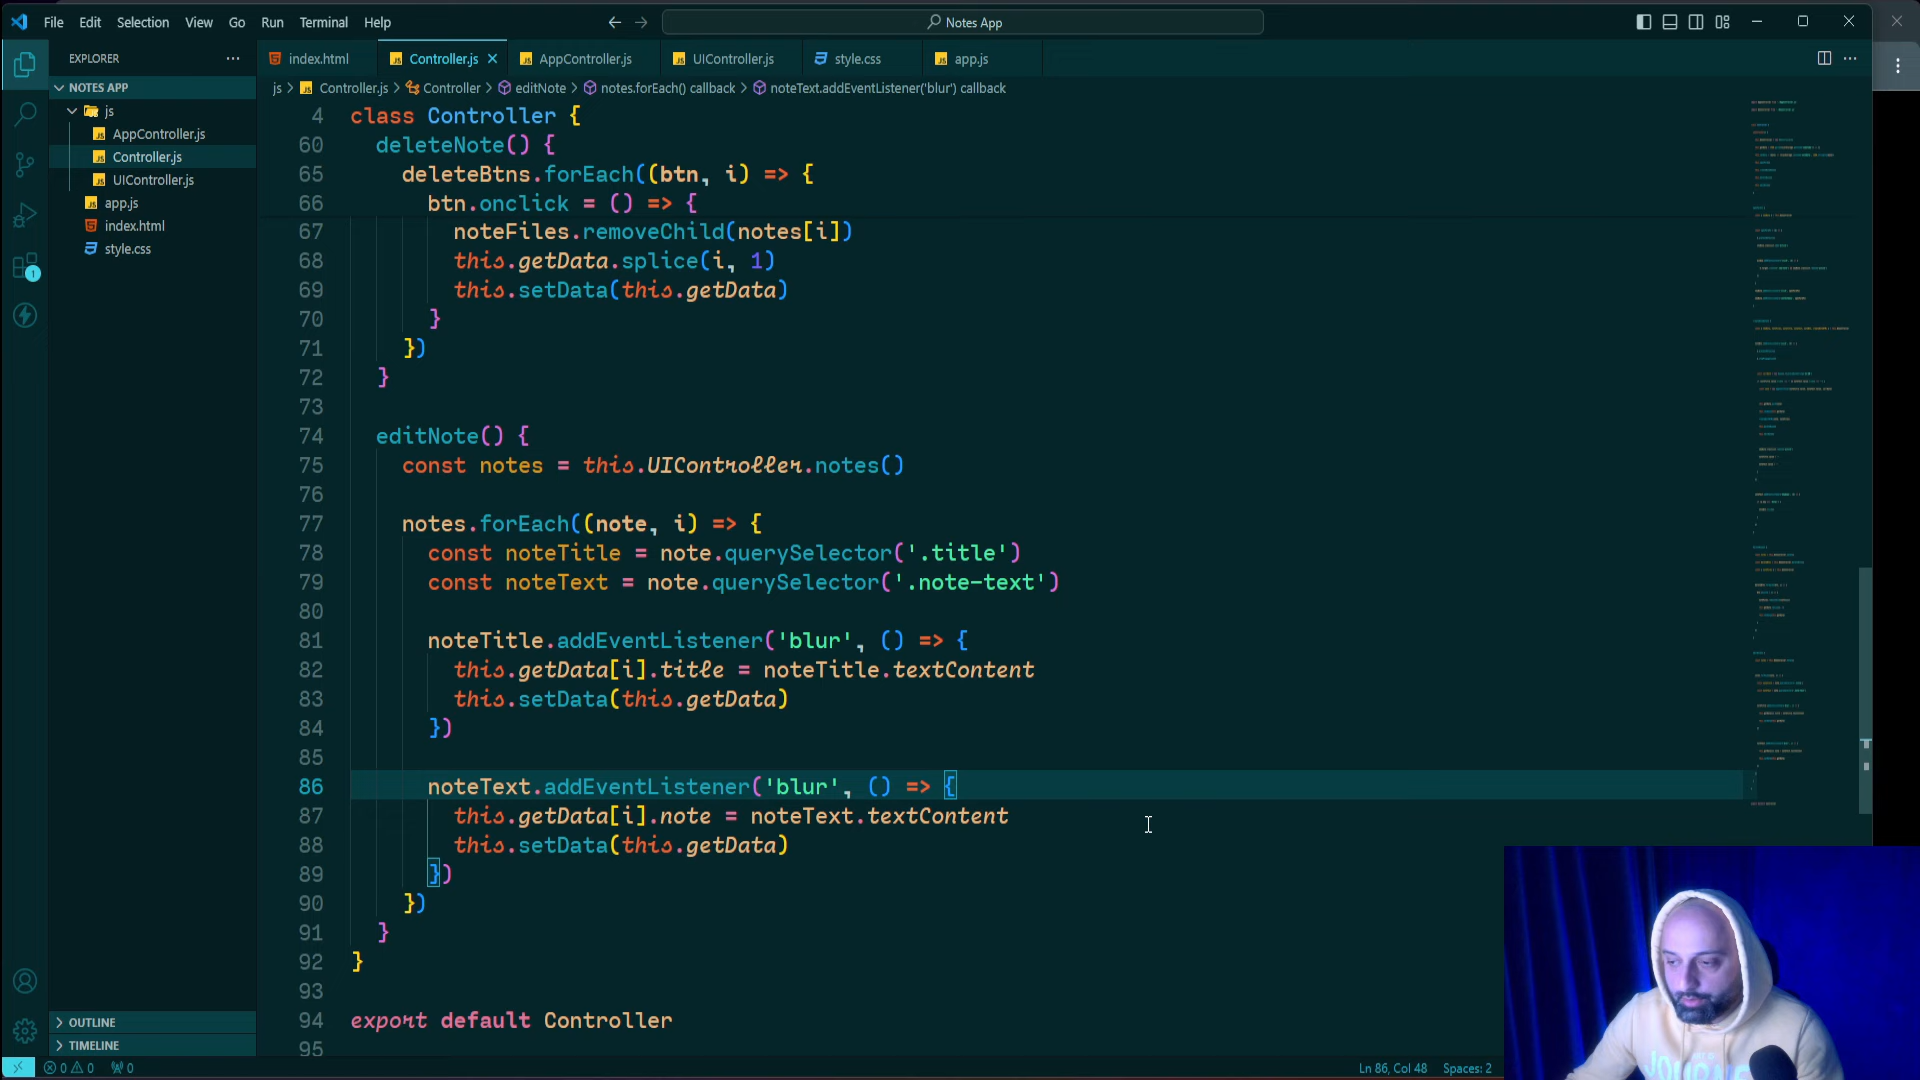 File Edit Selection View Go Run Terminal Help
Notes App
EXPLORER
index.html
Controller.js
AppController.js
UIController.js
style.css
app.js
NOTES APP
js > Controller.js > Controller > editNote > notes.forEach() callback > noteText.addEventListener('blur') callback
js
AppController.js
Controller.js
UIController.js
app.js
index.html
style.css
1
4 class Controller {
60 deleteNote() {
65 deleteBtns.forEach((btn, i) => {
66 btn.onclick = () => {
67 noteFiles.removeChild(notes[i])
68 this.getData.splice(i, 1)
69 this.setData(this.getData)
70 }
71 })
72 }
73
74 editNote() {
75 const notes = this.UIController.notes()
76
77 notes.forEach((note, i) => {
78 const noteTitle = note.querySelector('.title')
79 const noteText = note.querySelector('.note-text')
80
81 noteTitle.addEventListener('blur', () => {
82 this.getData[i].title = noteTitle.textContent
83 this.setData(this.getData)
84 })
85
86 noteText.addEventListener('blur', () => {
87 this.getData[i].note = noteText.textContent
88 this.setData(this.getData)
89 })
90 })
91 }
92 }
93
94 export default Controller
95
OUTLINE
TIMELINE
0 0 0
Ln 86, Col 48 Spaces: 2